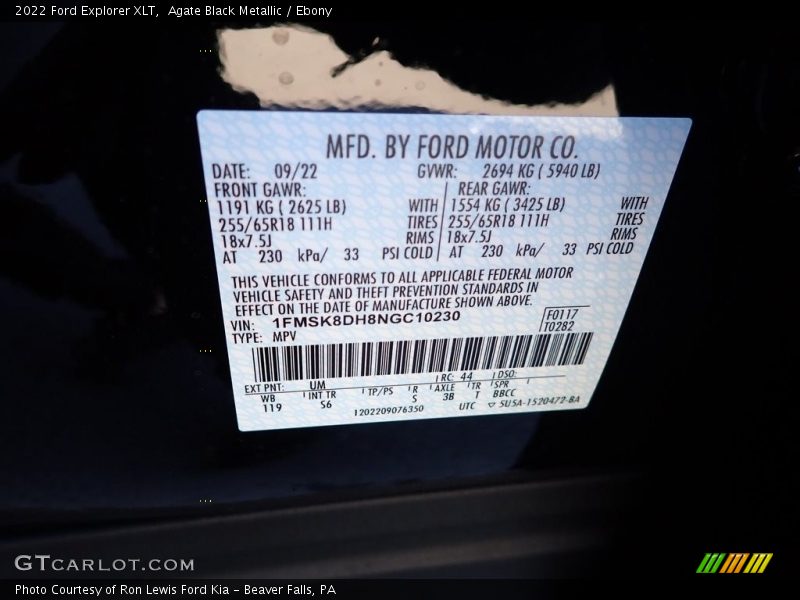 2022 Ford Explorer XLT, Agate Black Metallic / Ebony
MFD. BY FORD MOTOR CO.
DATE: 09/22 GVWR: 2694 KG ( 5940 LB)
FRONT GAWR: REAR GAWR:
1191 KG ( 2625 LB) WITH 1554 KG ( 3425 LB) WITH
255/65R18 111H TIRES 255/65R18 111H TIRES
18x7.5J RIMS 18x7.5J RIMS
AT 230 kPa/ 33 PSI COLD AT 230 kPa/ 33 PSI COLD
THIS VEHICLE CONFORMS TO ALL APPLICABLE FEDERAL MOTOR
VEHICLE SAFETY AND THEFT PREVENTION STANDARDS IN
EFFECT ON THE DATE OF MANUFACTURE SHOWN ABOVE.
VIN: 1FMSK8DH8NGC10230 F0117
TYPE: MPV T0282
EXT PNT: UM RC: 44 DSO:
WB INT TR TP/PS R AXLE TR SPR
119 S6 S 3B T BBCC
1202209076350 UTC ▽ SU5A-1520472-BA
GTCARLOT.COM
Photo Courtesy of Ron Lewis Ford Kia - Beaver Falls, PA